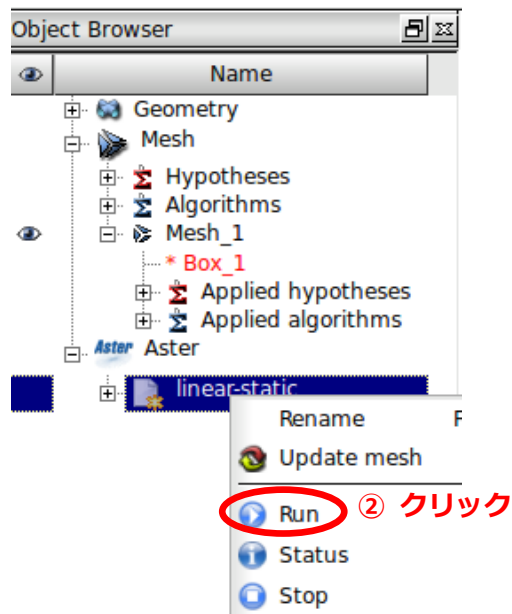 Object Browser
Name
Geometry
Mesh
Hypotheses
Algorithms
Mesh_1
* Box_1
Applied hypotheses
Applied algorithms
Aster Aster
linear-static
Rename
Update mesh
Run ② クリック
Status
Stop